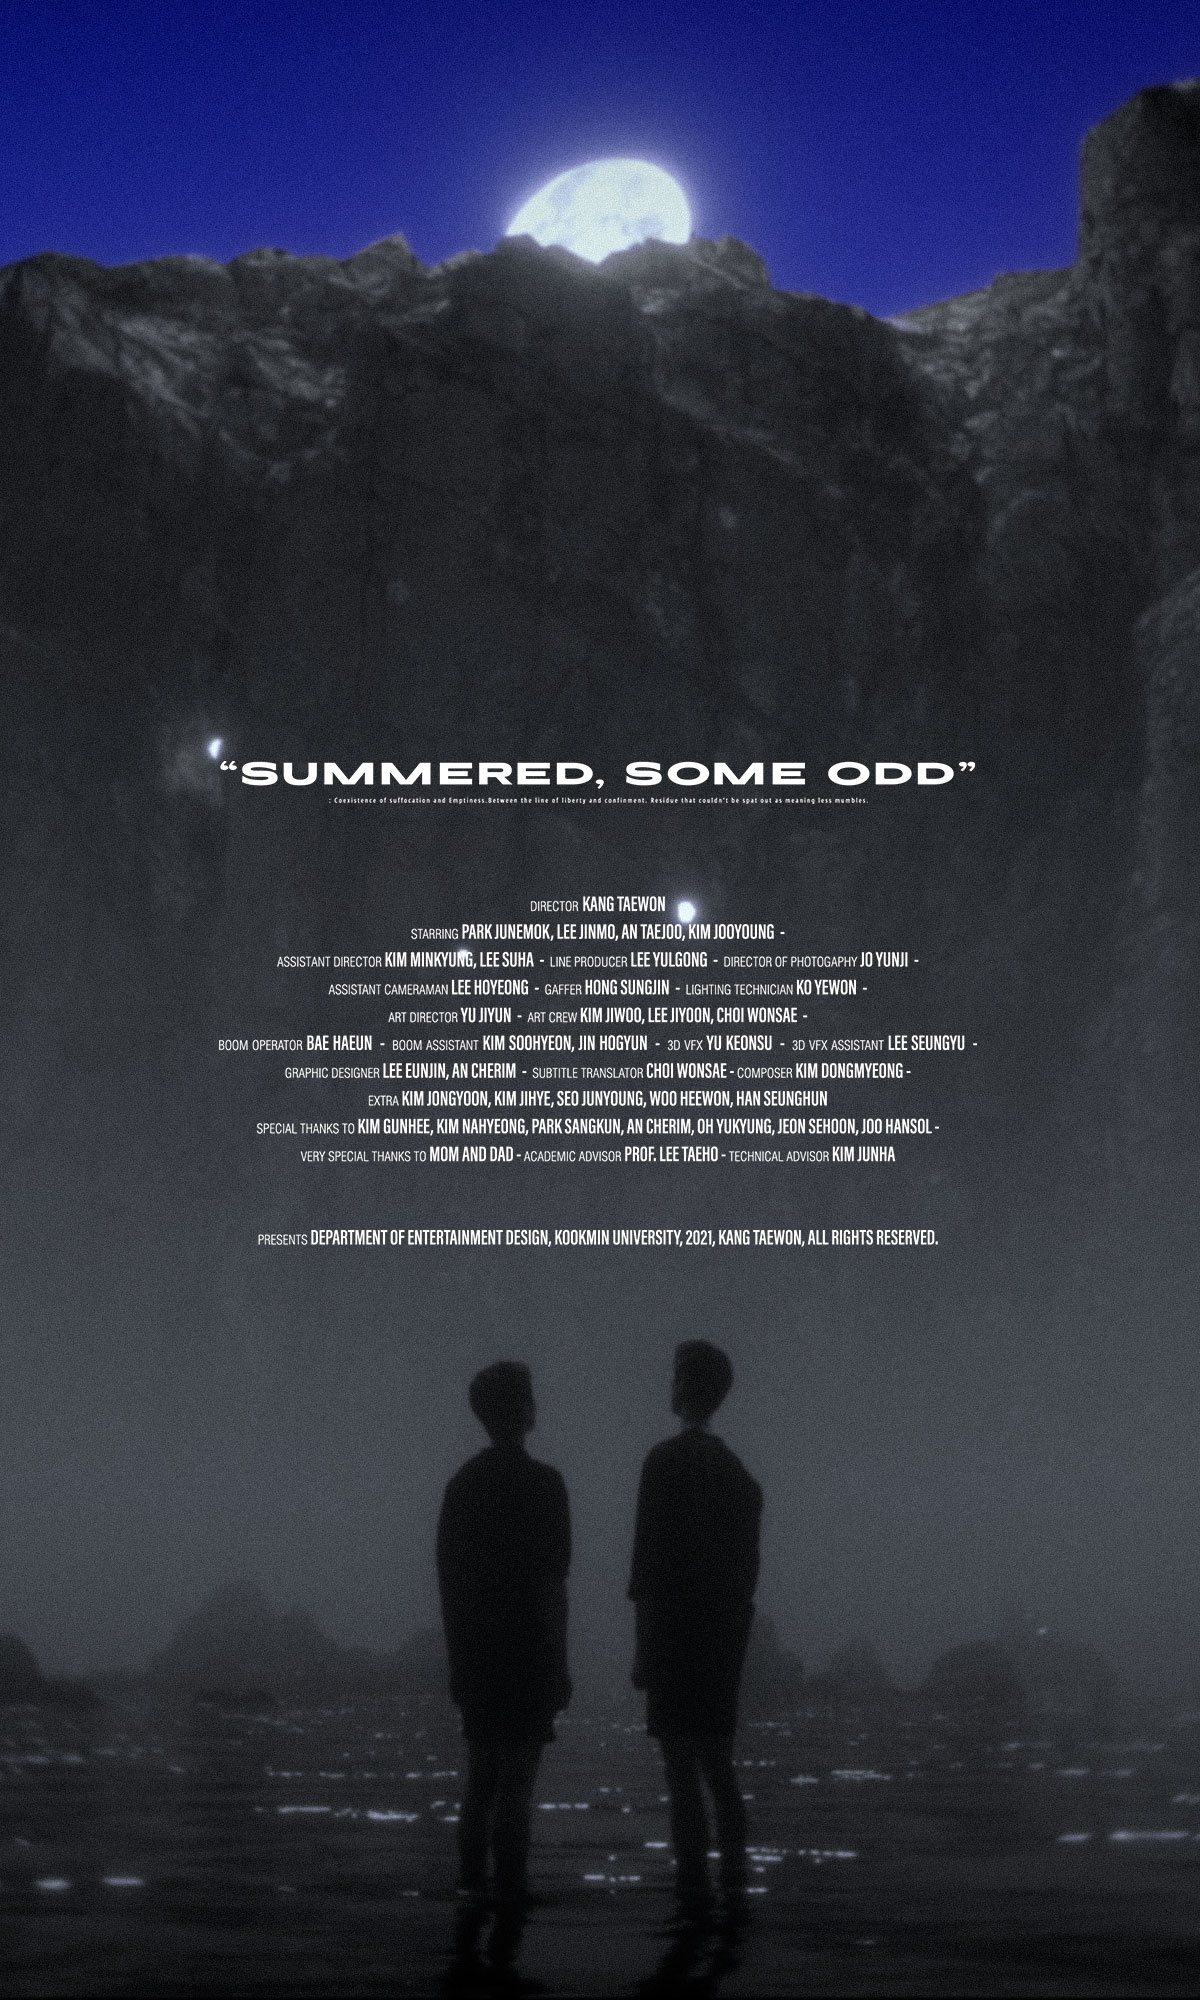 “SUMMERED, SOME ODD”
: Coexistence of suffocation and Emptiness.Between the line of liberty and confinment. Residue that couldn't be spat out as meaning less mumbles.
DIRECTOR KANG TAEWON
STARRING PARK JUNEMOK, LEE JINMO, AN TAEJOO, KIM JOOYOUNG -
ASSISTANT DIRECTOR KIM MINKYUNG, LEE SUHA - LINE PRODUCER LEE YULGONG - DIRECTOR OF PHOTOGAPHY JO YUNJI -
ASSISTANT CAMERAMAN LEE HOYEONG - GAFFER HONG SUNGJIN - LIGHTING TECHNICIAN KO YEWON -
ART DIRECTOR YU JIYUN - ART CREW KIM JIWOO, LEE JIYOON, CHOI WONSAE -
BOOM OPERATOR BAE HAEUN - BOOM ASSISTANT KIM SOOHYEON, JIN HOGYUN - 3D VFX YU KEONSU - 3D VFX ASSISTANT LEE SEUNGYU -
GRAPHIC DESIGNER LEE EUNJIN, AN CHERIM - SUBTITLE TRANSLATOR CHOI WONSAE - COMPOSER KIM DONGMYEONG -
EXTRA KIM JONGYOON, KIM JIHYE, SEO JUNYOUNG, WOO HEEWON, HAN SEUNGHUN
SPECIAL THANKS TO KIM GUNHEE, KIM NAHYEONG, PARK SANGKUN, AN CHERIM, OH YUKYUNG, JEON SEHOON, JOO HANSOL -
VERY SPECIAL THANKS TO MOM AND DAD - ACADEMIC ADVISOR PROF. LEE TAEHO - TECHNICAL ADVISOR KIM JUNHA
PRESENTS DEPARTMENT OF ENTERTAINMENT DESIGN, KOOKMIN UNIVERSITY, 2021, KANG TAEWON, ALL RIGHTS RESERVED.